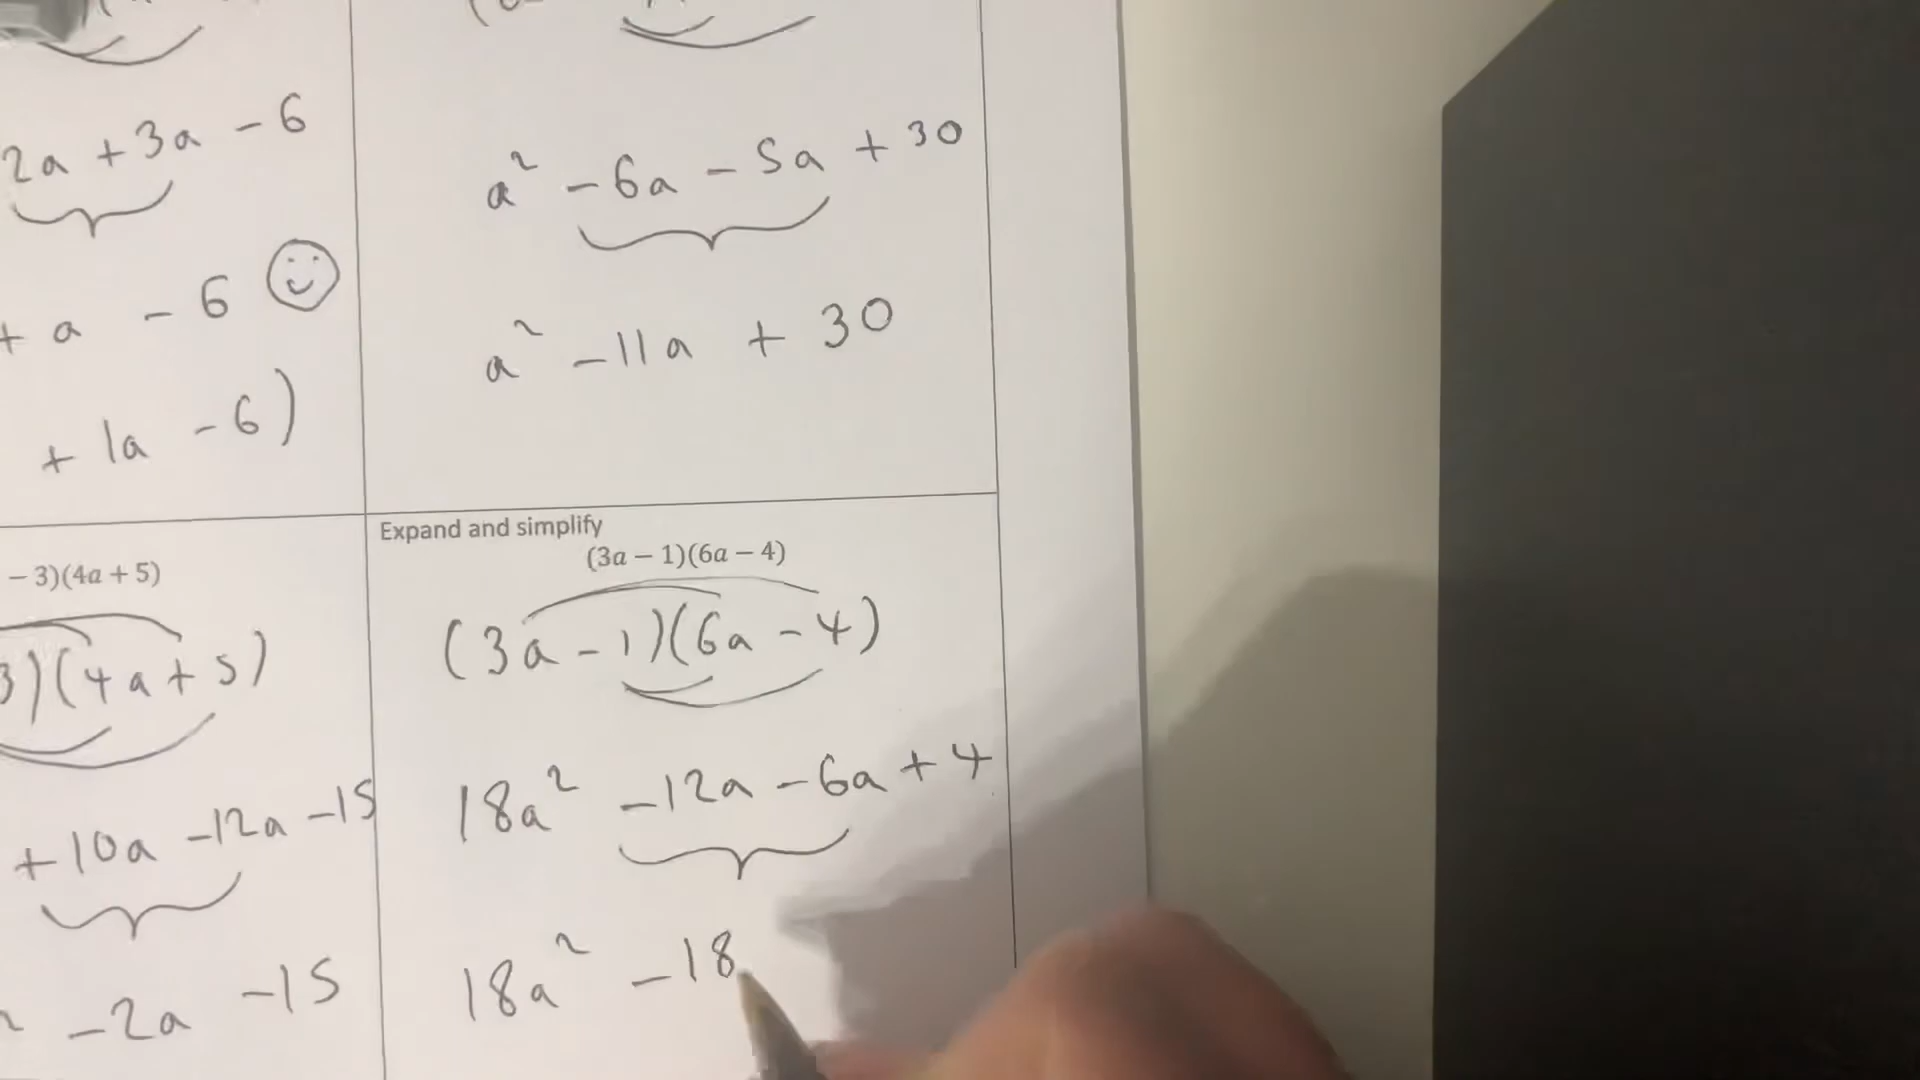 2a + 3a - 6
+ a - 6
+ 1a - 6)
a² - 6a - 5a + 30
a² - 11a + 30
- 3)(4a + 5)
3)(4a + 5)
+10a -12a -15
² -2a -15
Expand and simplify
(3a - 1)(6a - 4)
(3a - 1)(6a - 4)
18a² -12a -6a +4
18a² -18